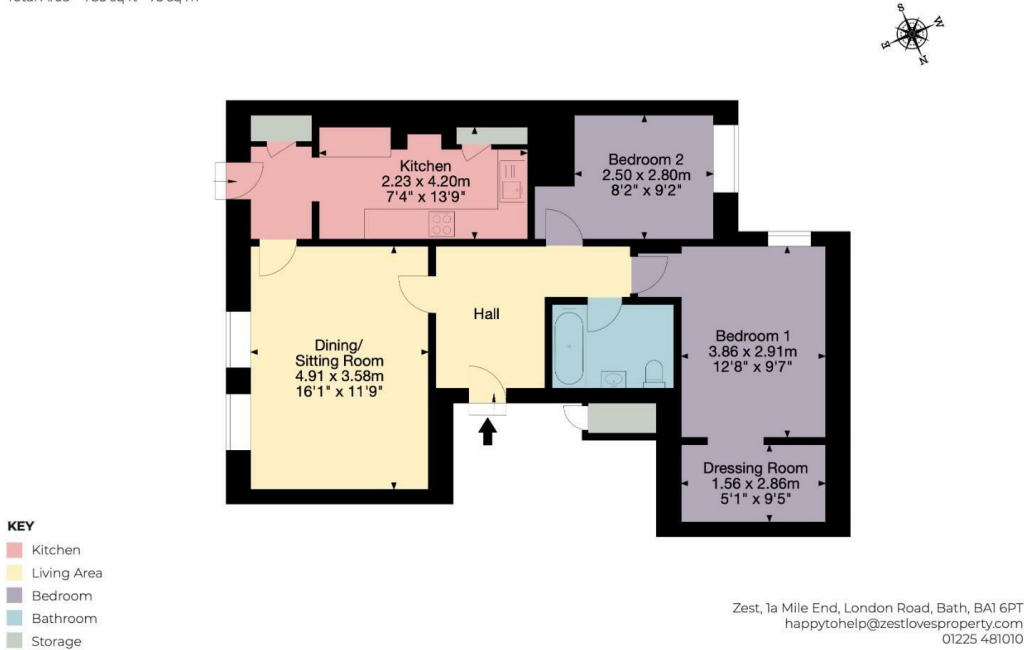 S
W
E
N
Kitchen
2.23 x 4.20m
7'4" x 13'9"
Bedroom 2
2.50 x 2.80m
8'2" x 9'2"
Hall
Dining/
Sitting Room
4.91 x 3.58m
16'1" x 11'9"
Bedroom 1
3.86 x 2.91m
12'8" x 9'7"
Dressing Room
1.56 x 2.86m
5'1" x 9'5"
KEY
Kitchen
Living Area
Bedroom
Bathroom
Storage
Zest, 1a Mile End, London Road, Bath, BA1 6PT
happytohelp@zestlovesproperty.com
01225 481010